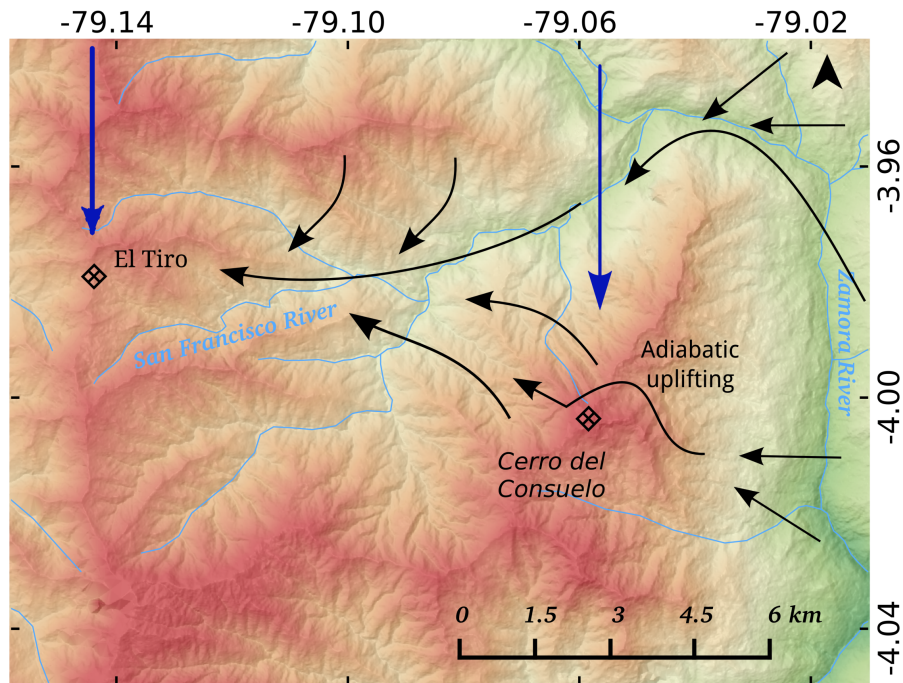 -79.14 -79.10 -79.06 -79.02
-3.96
El Tiro
San Francisco River
Zamora River
Adiabatic
uplifting
-4.00
Cerro del
Consuelo
0 1.5 3 4.5 6 km
-4.04